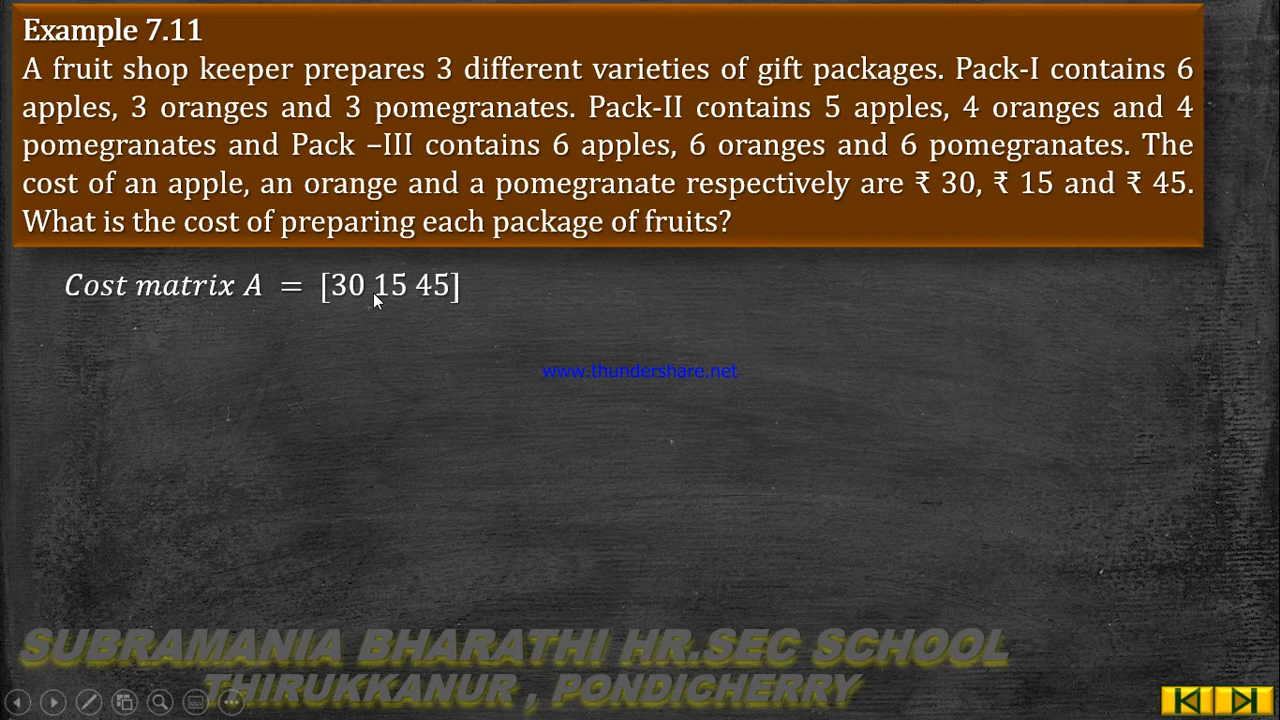 Example 7.11
A fruit shop keeper prepares 3 different varieties of gift packages. Pack-I contains 6
apples, 3 oranges and 3 pomegranates. Pack-II contains 5 apples, 4 oranges and 4
pomegranates and Pack –III contains 6 apples, 6 oranges and 6 pomegranates. The
cost of an apple, an orange and a pomegranate respectively are ₹ 30, ₹ 15 and ₹ 45.
What is the cost of preparing each package of fruits?
Cost matrix A = [30 15 45]
www.thundershare.net
SUBRAMANIA BHARATHI HR.SEC SCHOOL
THIRUKKANUR , PONDICHERRY